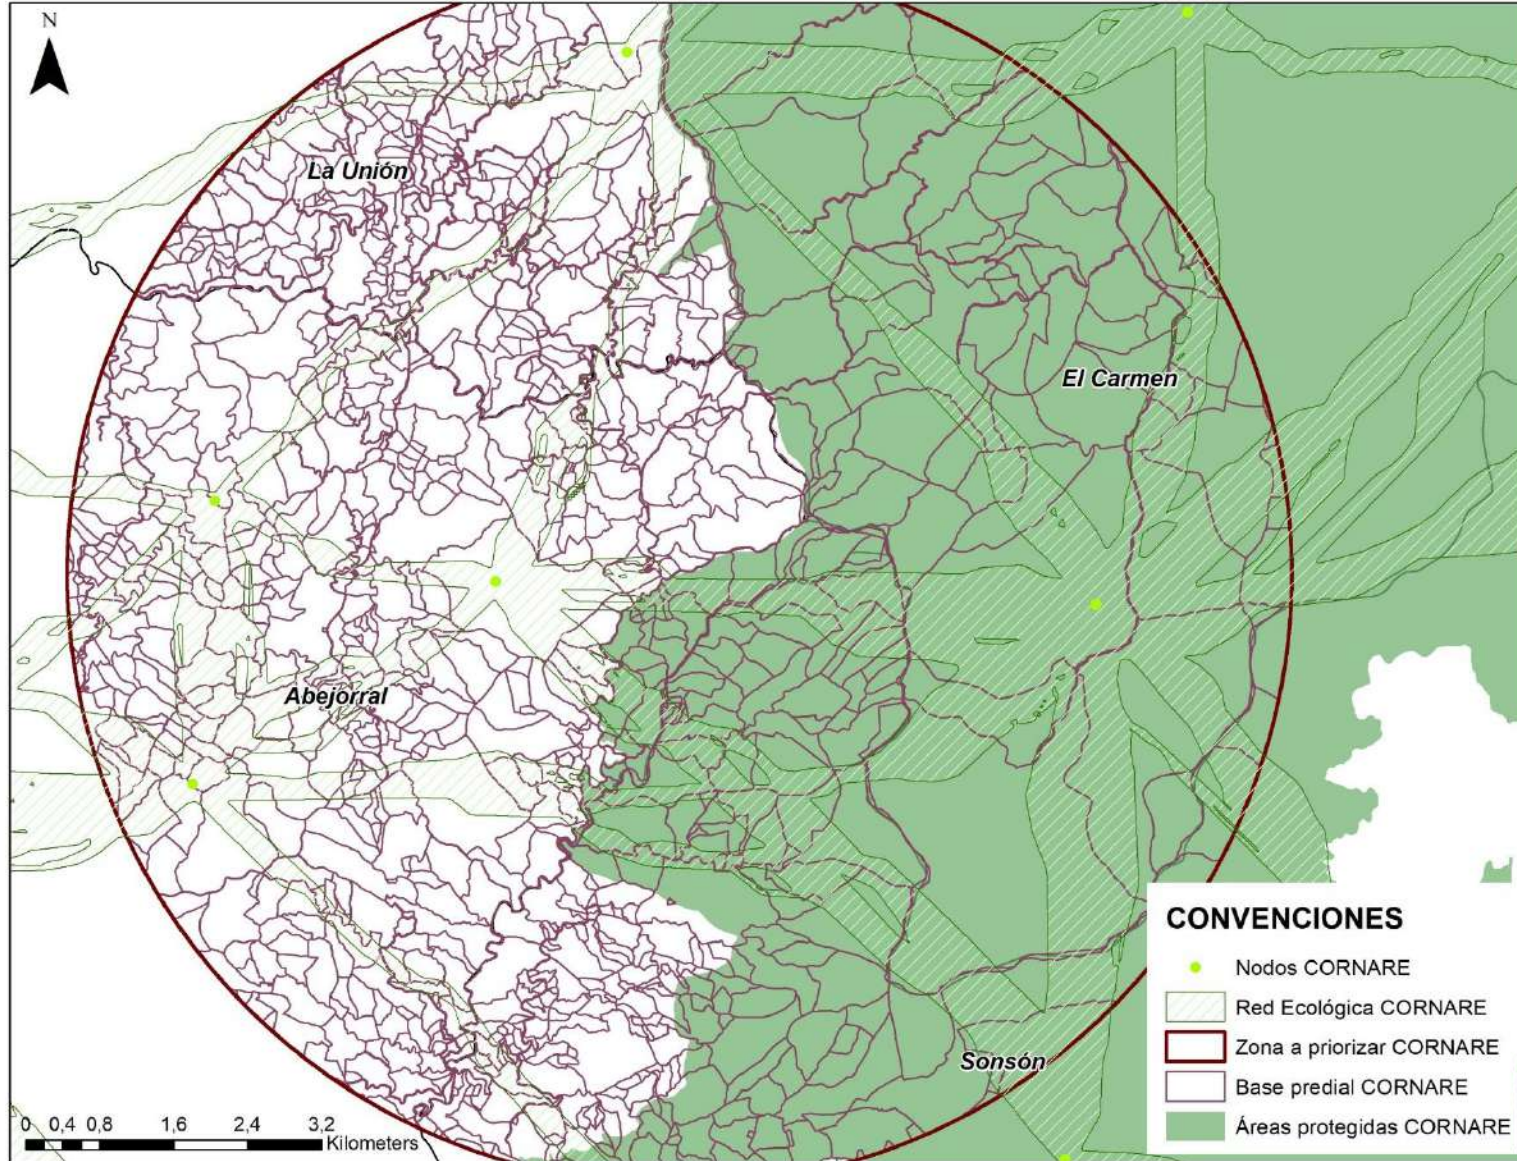 N
La Unión
El Carmen
Abejorral
Sonsón
CONVENCIONES
Nodos CORNARE
Red Ecológica CORNARE
Zona a priorizar CORNARE
Base predial CORNARE
Áreas protegidas CORNARE
0 0,4 0,8 1,6 2,4 3,2
Kilometers